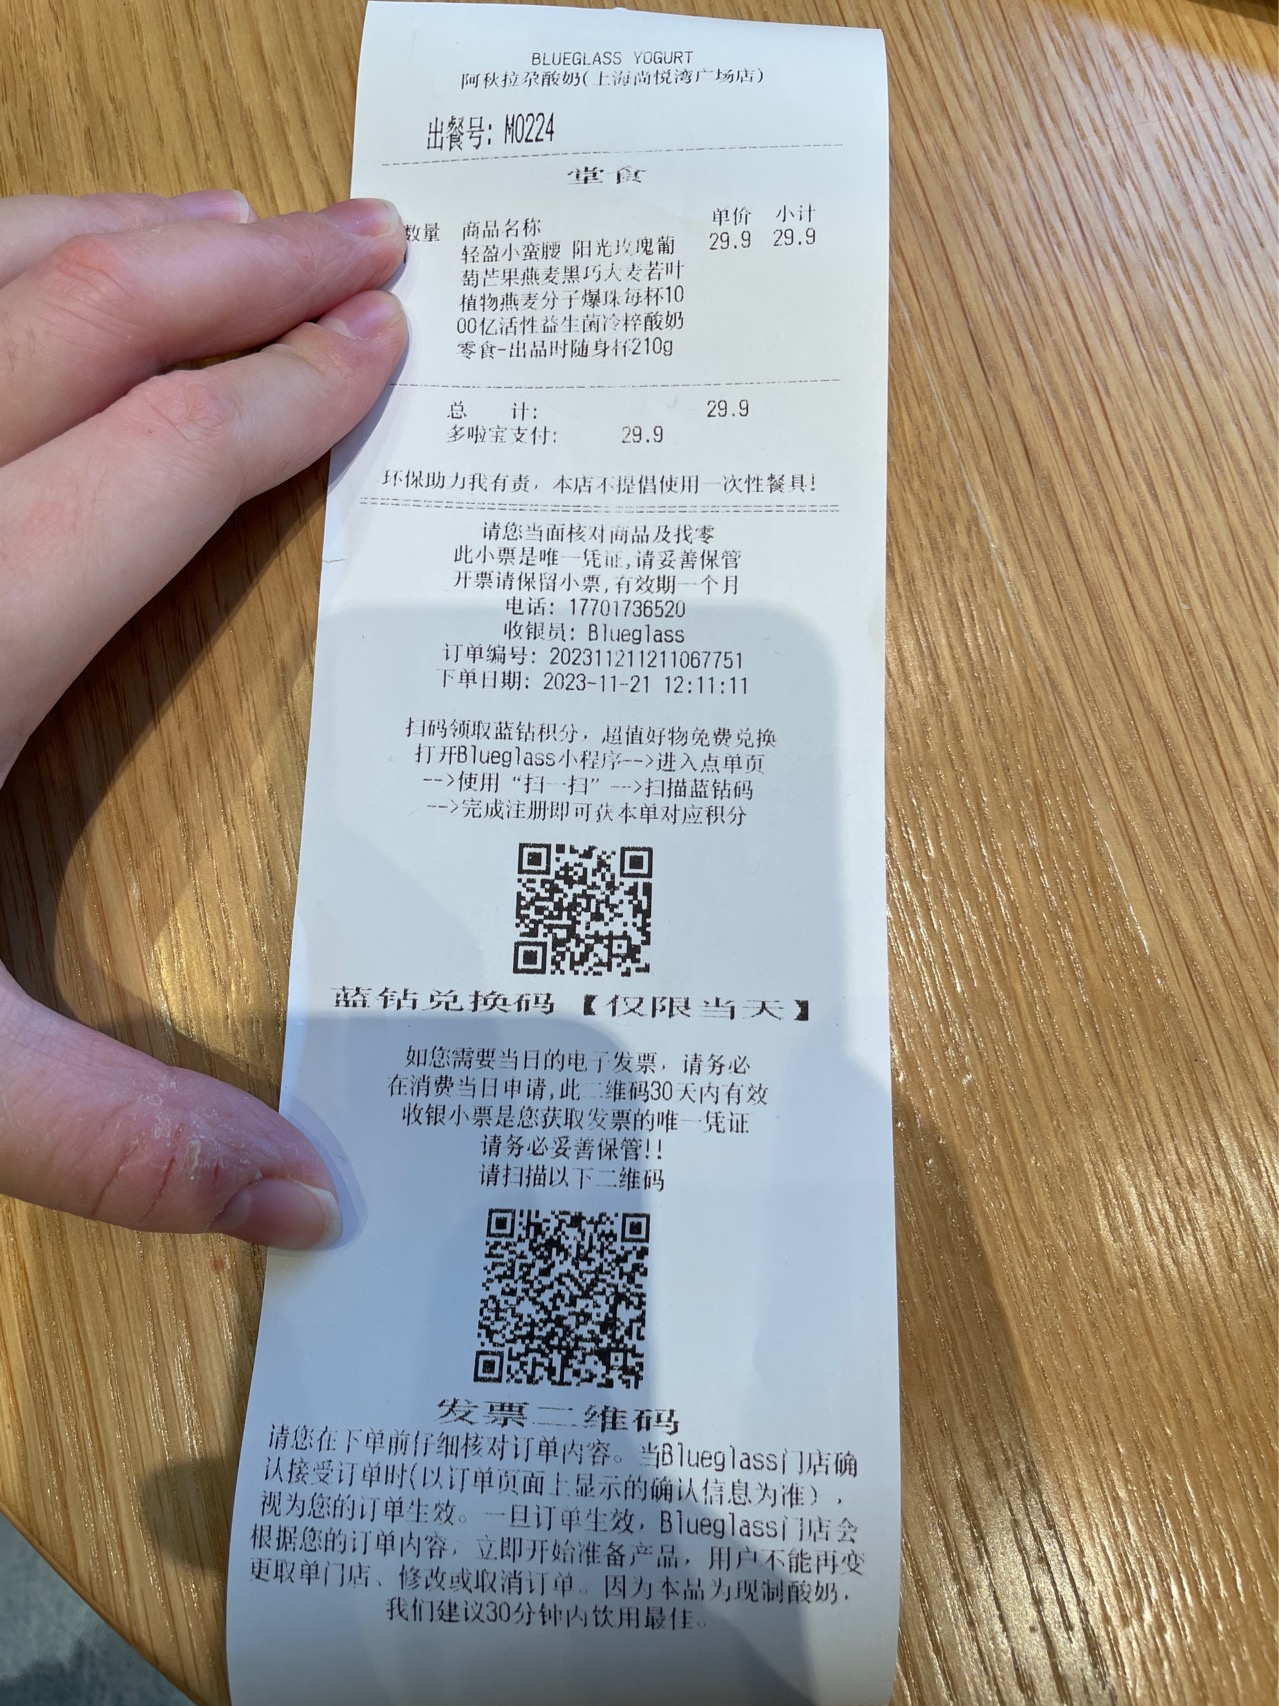 BLUEGLASS YOGURT
阿秋拉尕酸奶(上海尚悦湾广场店)
出餐号: M0224
堂食
数量 商品名称 单价 小计
轻盈小蛮腰 阳光玫瑰葡 29.9 29.9
萄芒果燕麦黑巧大麦若叶
植物燕麦分子爆珠每杯10
00亿活性益生菌冷榨酸奶
零食-出品时随身杯210g
总 计: 29.9
多啦宝支付: 29.9
环保助力我有责，本店不提倡使用一次性餐具!
请您当面核对商品及找零
此小票是唯一凭证,请妥善保管
开票请保留小票,有效期一个月
电话: 17701736520
收银员: Blueglass
订单编号: 202311211211067751
下单日期: 2023-11-21 12:11:11
扫码领取蓝钻积分，超值好物免费兑换
打开Blueglass小程序-->进入点单页
-->使用 “扫一扫” -->扫描蓝钻码
-->完成注册即可获本单对应积分
蓝钻兑换码【仅限当天】
如您需要当日的电子发票，请务必
在消费当日申请,此二维码30天内有效
收银小票是您获取发票的唯一凭证
请务必妥善保管!!
请扫描以下二维码
发票二维码
请您在下单前仔细核对订单内容。当Blueglass门店确
认接受订单时(以订单页面上显示的确认信息为准)，
视为您的订单生效。一旦订单生效，Blueglass门店会
根据您的订单内容，立即开始准备产品，用户不能再变
更取单门店、修改或取消订单。因为本品为现制酸奶，
我们建议30分钟内饮用最佳。